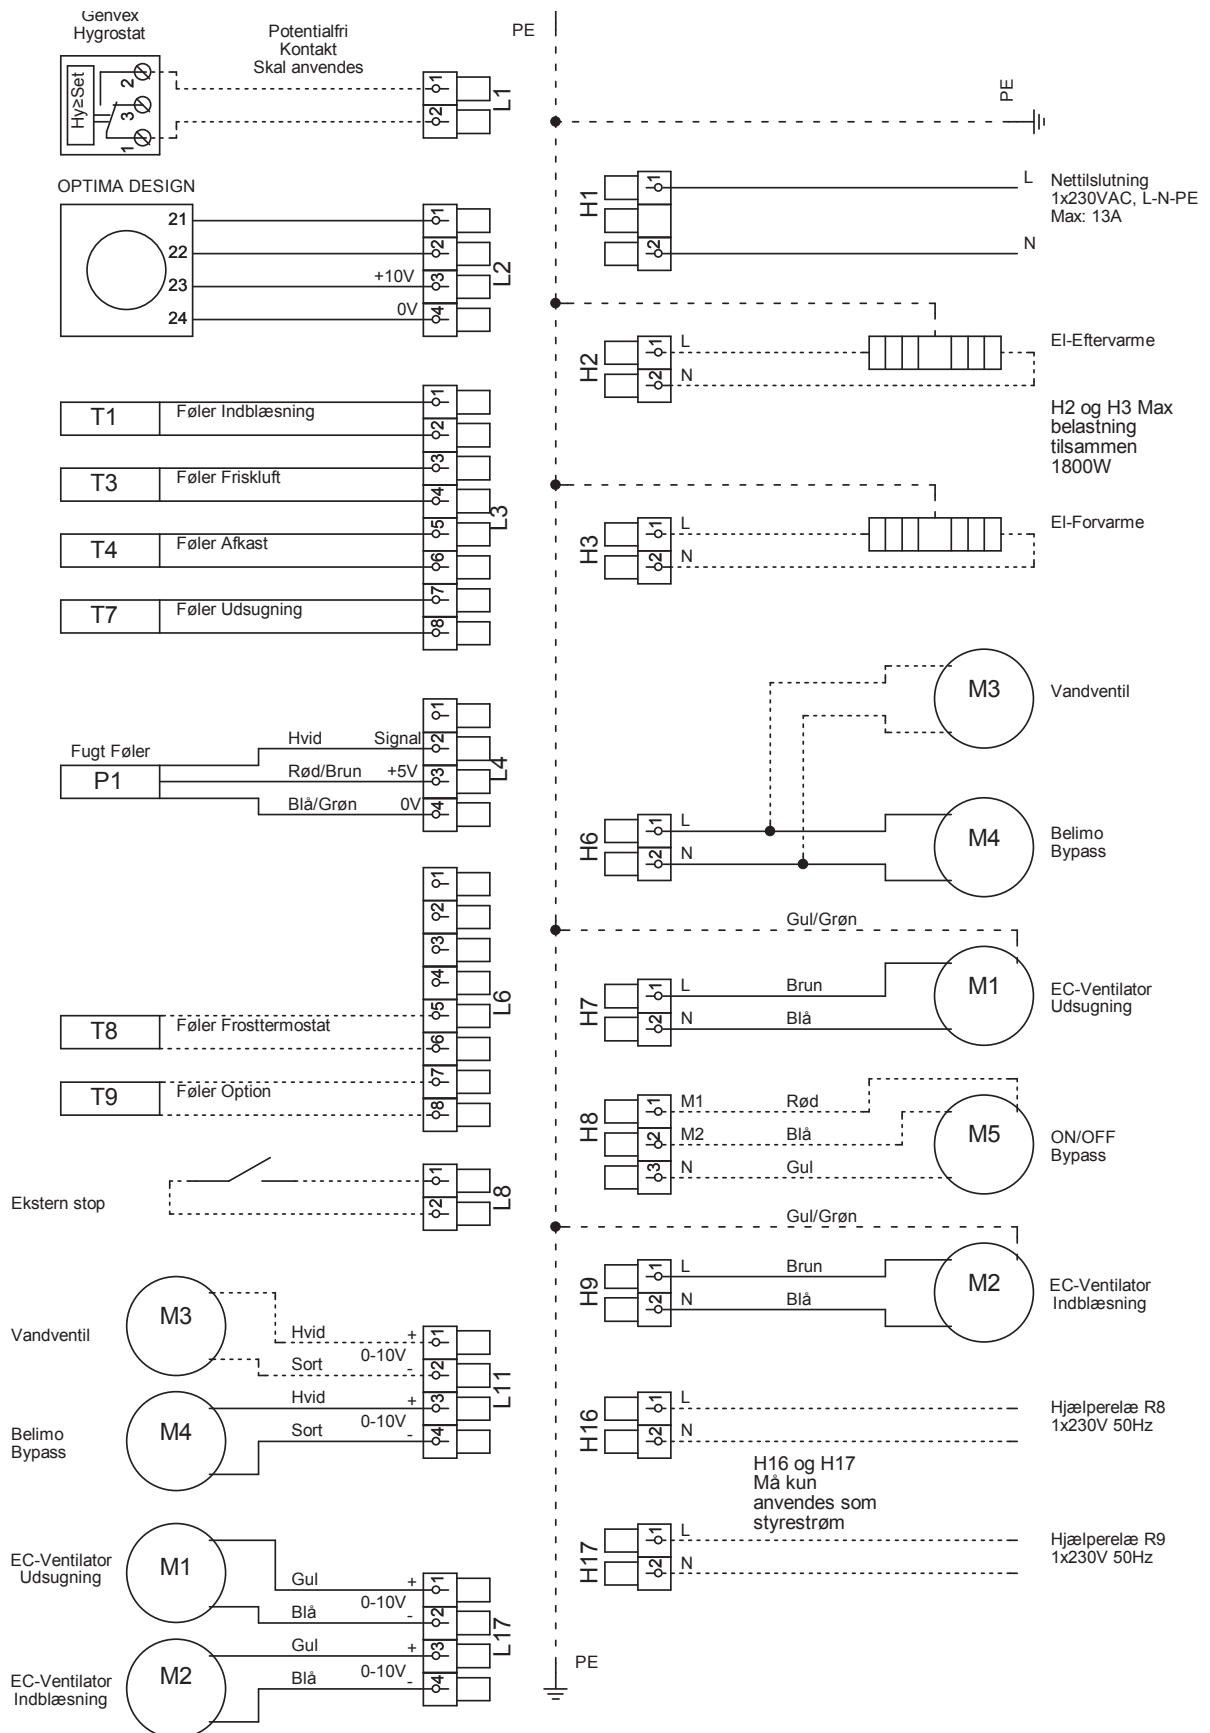 Genvex
Hygrostat
Potentialfri
Kontakt
Skal anvendes
Hy≥Set
2
3
1
1
2
L1
OPTIMA DESIGN
21
22
23
24
+10V
0V
1
2
3
4
L2
T1
Føler Indblæsning
T3
Føler Friskluft
T4
Føler Afkast
T7
Føler Udsugning
1
2
3
4
5
6
7
8
L3
Fugt Føler
P1
Hvid
Signal
Rød/Brun
+5V
Blå/Grøn
0V
1
2
3
4
L4
T8
Føler Frosttermostat
T9
Føler Option
1
2
3
4
5
6
7
8
L6
Ekstern stop
1
2
L8
Vandventil
M3
Hvid
+
0-10V
Sort
-
Belimo
Bypass
M4
Hvid
+
0-10V
Sort
-
1
2
3
4
L11
EC-Ventilator
Udsugning
M1
Gul
+
0-10V
Blå
-
EC-Ventilator
Indblæsning
M2
Gul
+
0-10V
Blå
-
1
2
3
4
L17
PE
PE
H1
1
2
L
N
Nettilslutning
1x230VAC, L-N-PE
Max: 13A
H2
1
2
L
N
El-Eftervarme
H2 og H3 Max
belastning
tilsammen
1800W
H3
1
2
L
N
El-Forvarme
M3
Vandventil
H6
1
2
L
N
M4
Belimo
Bypass
Gul/Grøn
H7
1
2
L
N
Brun
Blå
M1
EC-Ventilator
Udsugning
H8
1
2
3
M1
M2
N
Rød
Blå
Gul
M5
ON/OFF
Bypass
Gul/Grøn
H9
1
2
L
N
Brun
Blå
M2
EC-Ventilator
Indblæsning
H16
1
2
L
N
Hjælperelæ R8
1x230V 50Hz
H16 og H17
Må kun
anvendes som
styrestrøm
H17
1
2
L
N
Hjælperelæ R9
1x230V 50Hz
PE